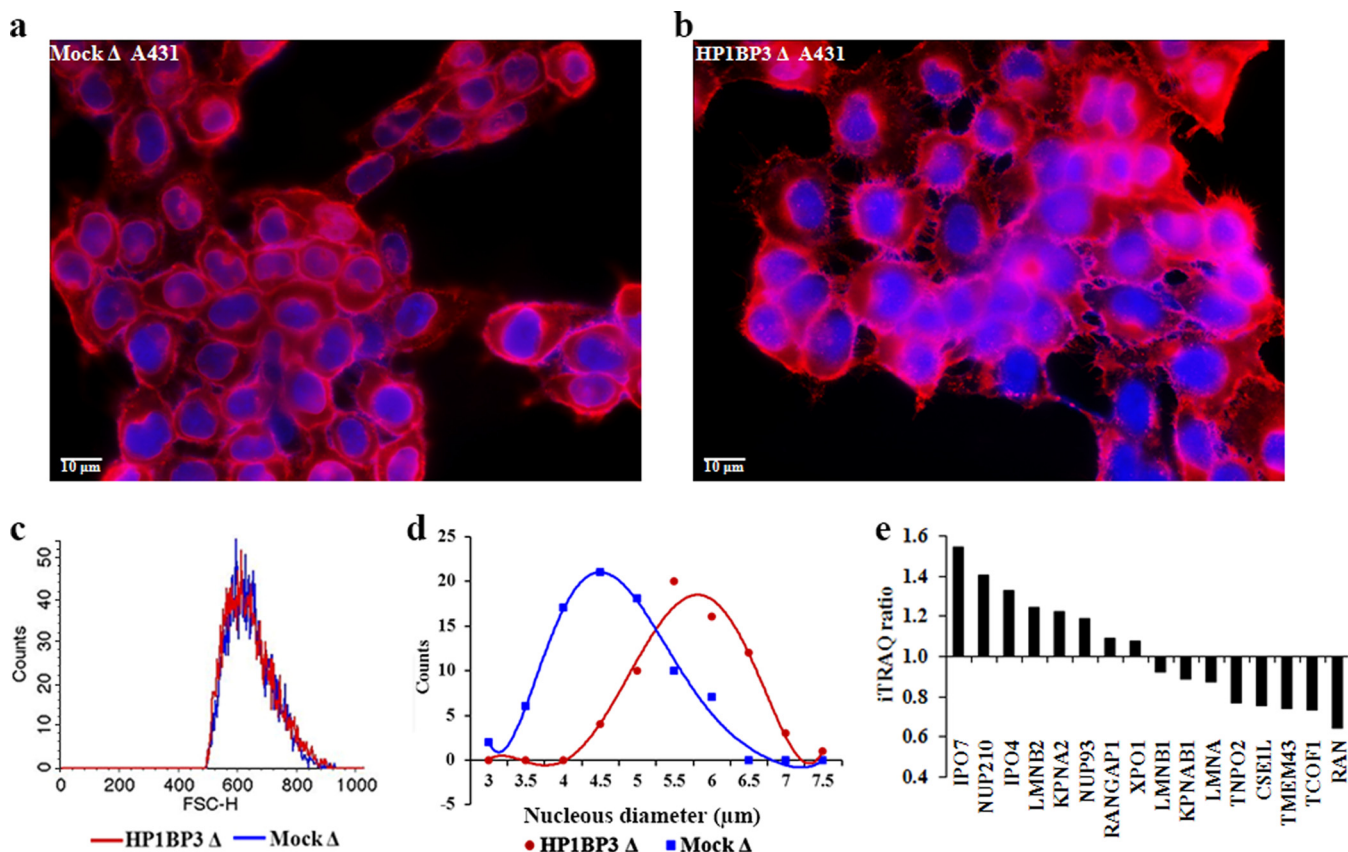 a
Mock Δ A431
10 µm
b
HP1BP3 Δ A431
10 µm
c
50
40
30
20
10
0
Counts
0 200 400 600 800 1000
FSC-H
HP1BP3 Δ Mock Δ
d
25
20
15
10
5
0
-5
Counts
3 3.5 4 4.5 5 5.5 6 6.5 7 7.5
Nucleous diameter (µm)
HP1BP3 Δ Mock Δ
e
1.6
1.4
1.2
1.0
0.8
0.6
0.4
iTRAQ ratio
IPO7
NUP210
IPO4
LMNB2
KPNA2
NUP93
RANGAP1
XPO1
LMNB1
KPNAB1
LMNA
TNPO2
CSE1L
TMEM43
TCOF1
RAN